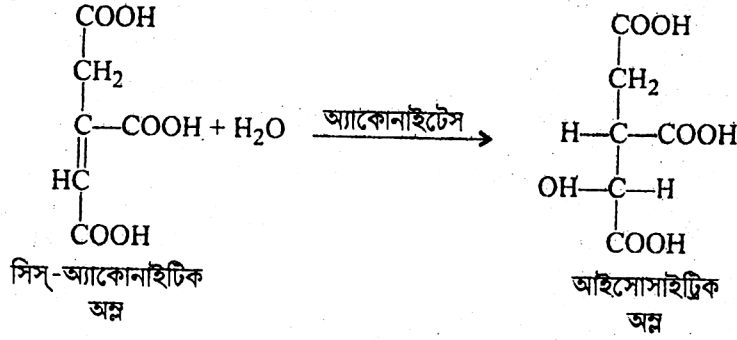 COOH
CH₂
C—COOH + H₂O
HC
COOH
সিস্-অ্যাকোনাইটিক
অম্ল
অ্যাকোনাইটেস
COOH
CH₂
H—C—COOH
OH—C—H
COOH
আইসোসাইট্রিক
অম্ল